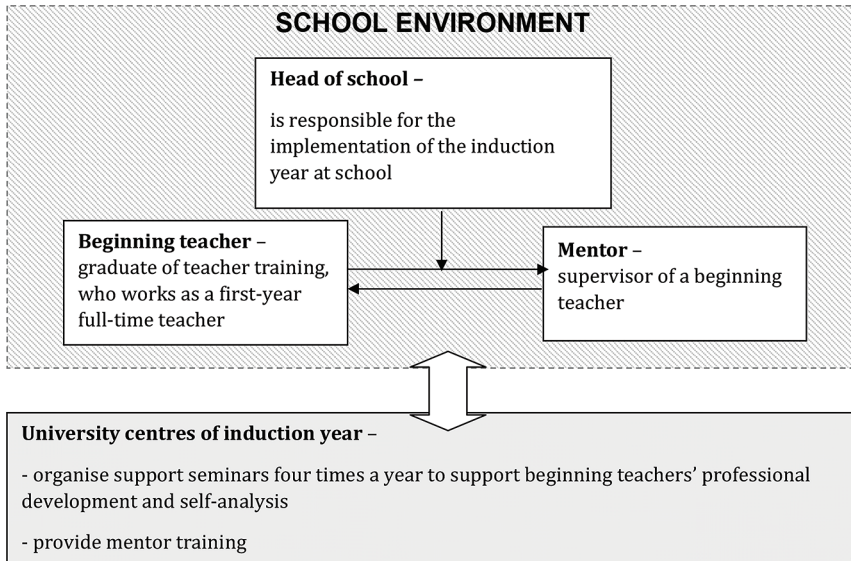 SCHOOL ENVIRONMENT
Head of school –
is responsible for the
implementation of the induction
year at school
Beginning teacher –
graduate of teacher training,
who works as a first-year
full-time teacher
Mentor –
supervisor of a beginning
teacher
University centres of induction year –
- organise support seminars four times a year to support beginning teachers’ professional
development and self-analysis
- provide mentor training